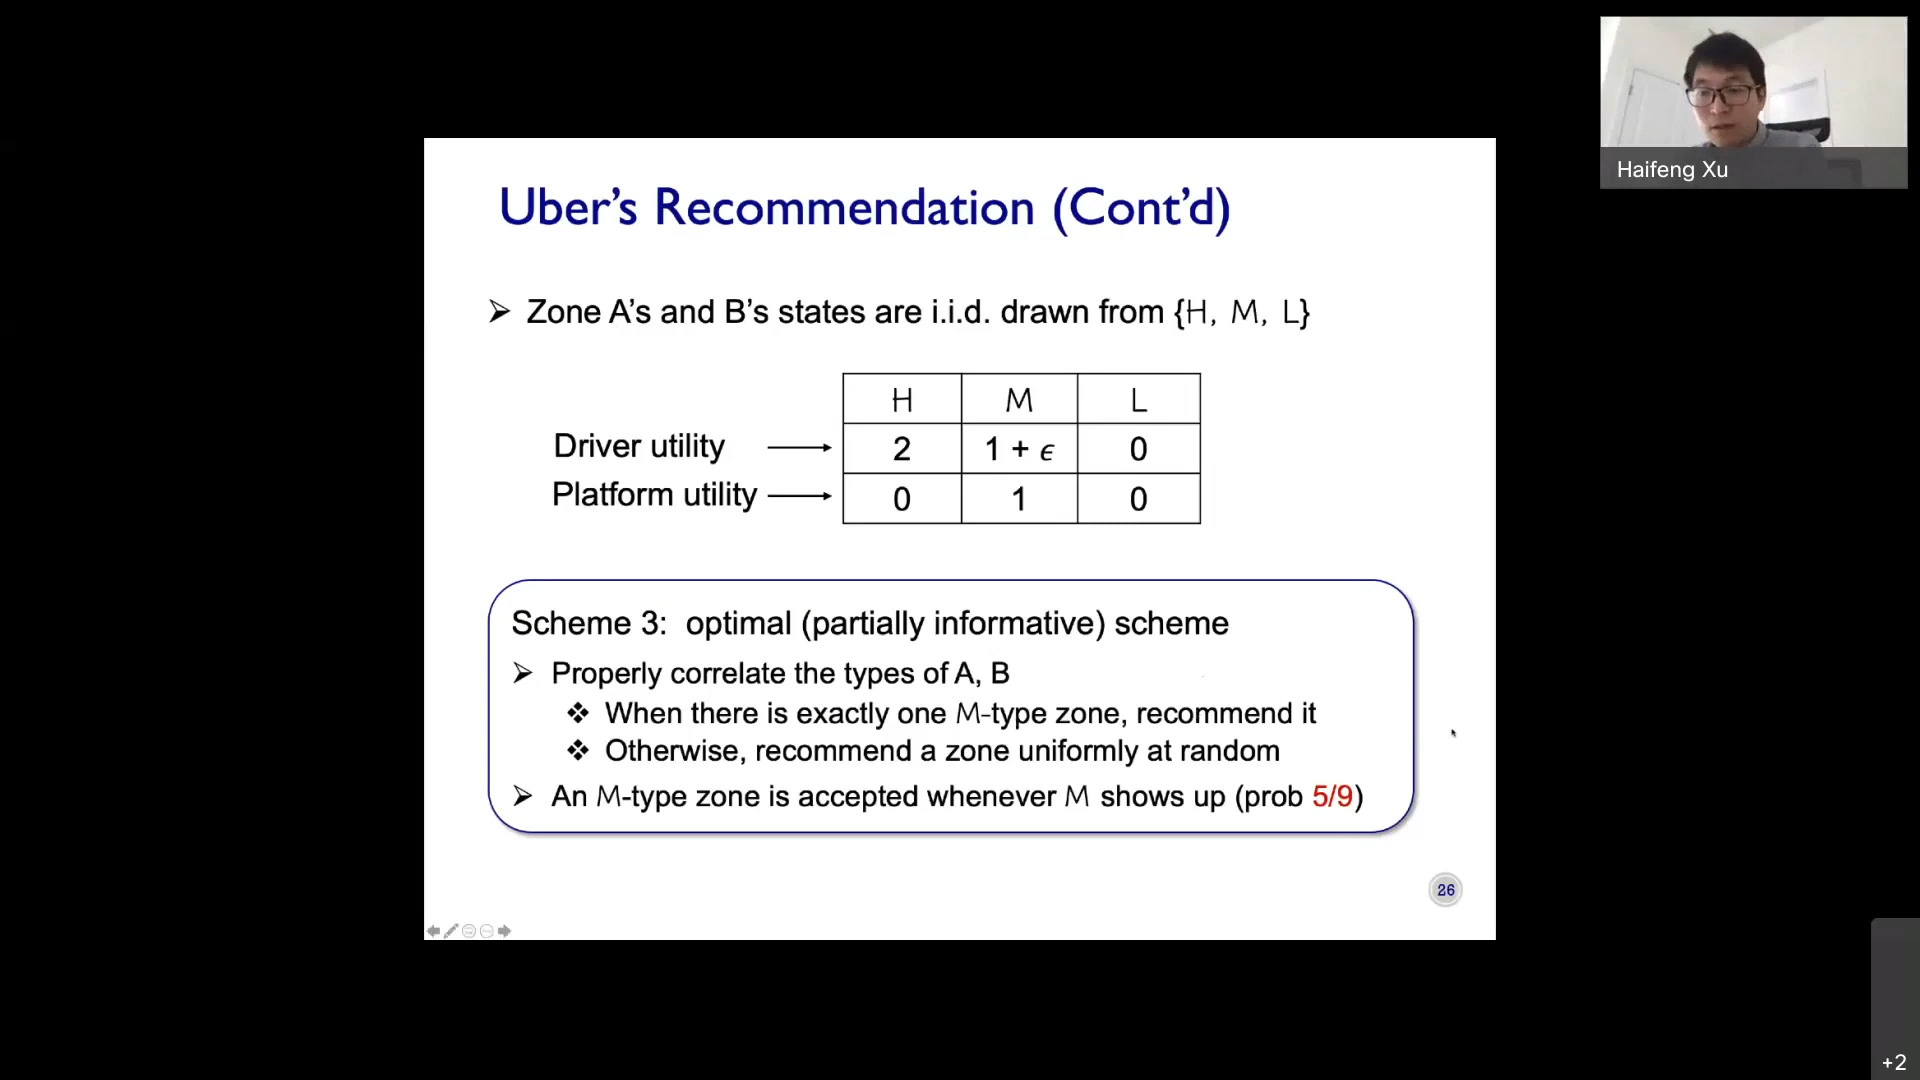 Haifeng Xu
Uber’s Recommendation (Cont’d)
➢ Zone A’s and B’s states are i.i.d. drawn from {H, M, L}
H M L
Driver utility 2 1 + ϵ 0
Platform utility 0 1 0
Scheme 3: optimal (partially informative) scheme
➢ Properly correlate the types of A, B
❖ When there is exactly one M-type zone, recommend it
❖ Otherwise, recommend a zone uniformly at random
➢ An M-type zone is accepted whenever M shows up (prob 5/9)
26
+2